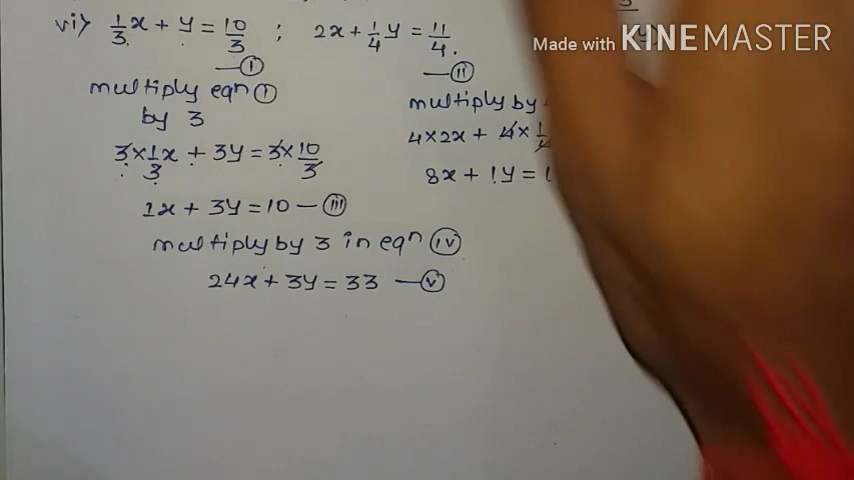 vi) 1/3 x + y = 10/3 ; 2x + 1/4 y = 11/4.
—(i) —(ii)
Made with KINEMASTER
multiply eqn (i)
by 3
3 × 1/3 x + 3y = 3 × 10/3
1x + 3y = 10 — (iii)
multiply by
4 × 2x + 4 × 1/
8x + 1y =
multiply by 3 in eqn (iv)
24x + 3y = 33 — (v)